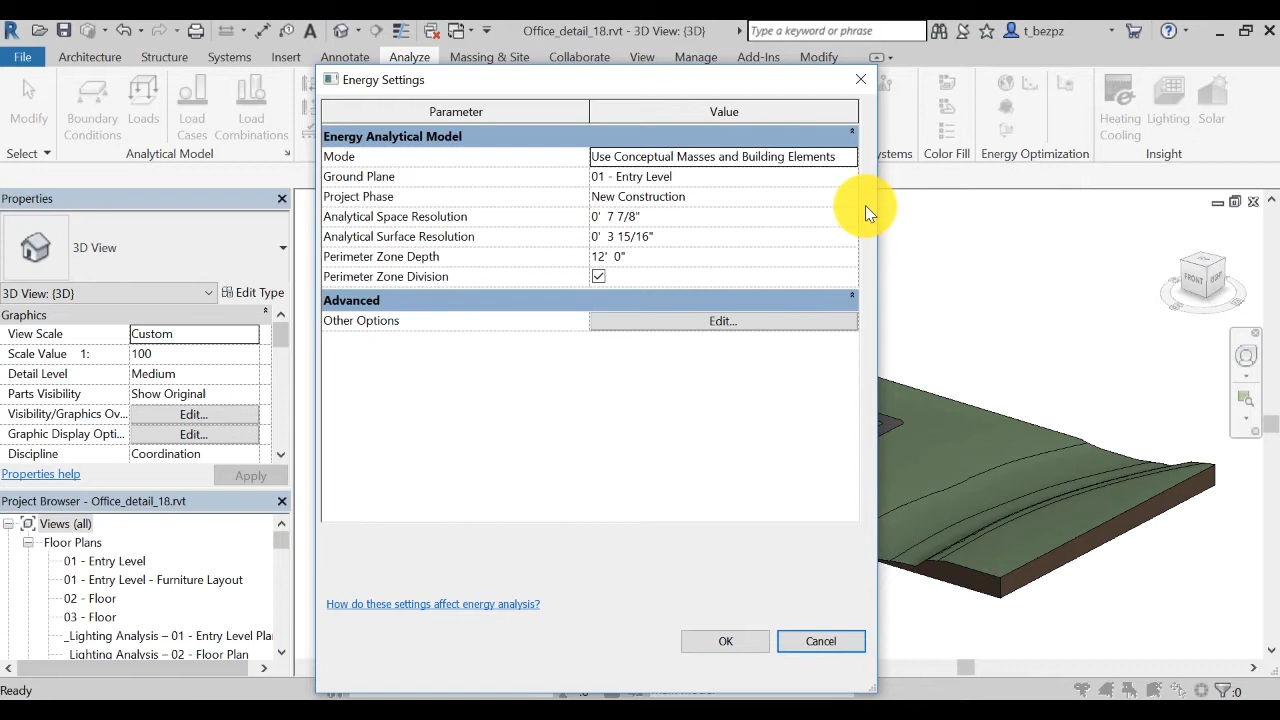 Office_detail_18.rvt - 3D View: {3D}
Type a keyword or phrase
t_bezpz
File Architecture Structure Systems Insert Annotate Analyze Massing & Site Collaborate View Manage Add-Ins Modify
Modify
Boundary Conditions
Loads
Load Cases
Load Combinations
Heating Cooling
Lighting
Solar
Select
Analytical Model
Color Fill
Energy Optimization
Insight
Energy Settings
Parameter Value
Energy Analytical Model
Mode Use Conceptual Masses and Building Elements
Ground Plane 01 - Entry Level
Project Phase New Construction
Analytical Space Resolution 0' 7 7/8"
Analytical Surface Resolution 0' 3 15/16"
Perimeter Zone Depth 12' 0"
Perimeter Zone Division
Advanced
Other Options Edit...
How do these settings affect energy analysis?
OK Cancel
Properties
3D View
3D View: {3D} Edit Type
Graphics
View Scale Custom
Scale Value 1: 100
Detail Level Medium
Parts Visibility Show Original
Visibility/Graphics Ov... Edit...
Graphic Display Opti... Edit...
Discipline Coordination
Properties help Apply
Project Browser - Office_detail_18.rvt
Views (all)
Floor Plans
01 - Entry Level
01 - Entry Level - Furniture Layout
02 - Floor
03 - Floor
_Lighting Analysis – 01 - Entry Level Pla
_Lighting Analysis – 02 - Floor Plan
FRONT
Ready
:0